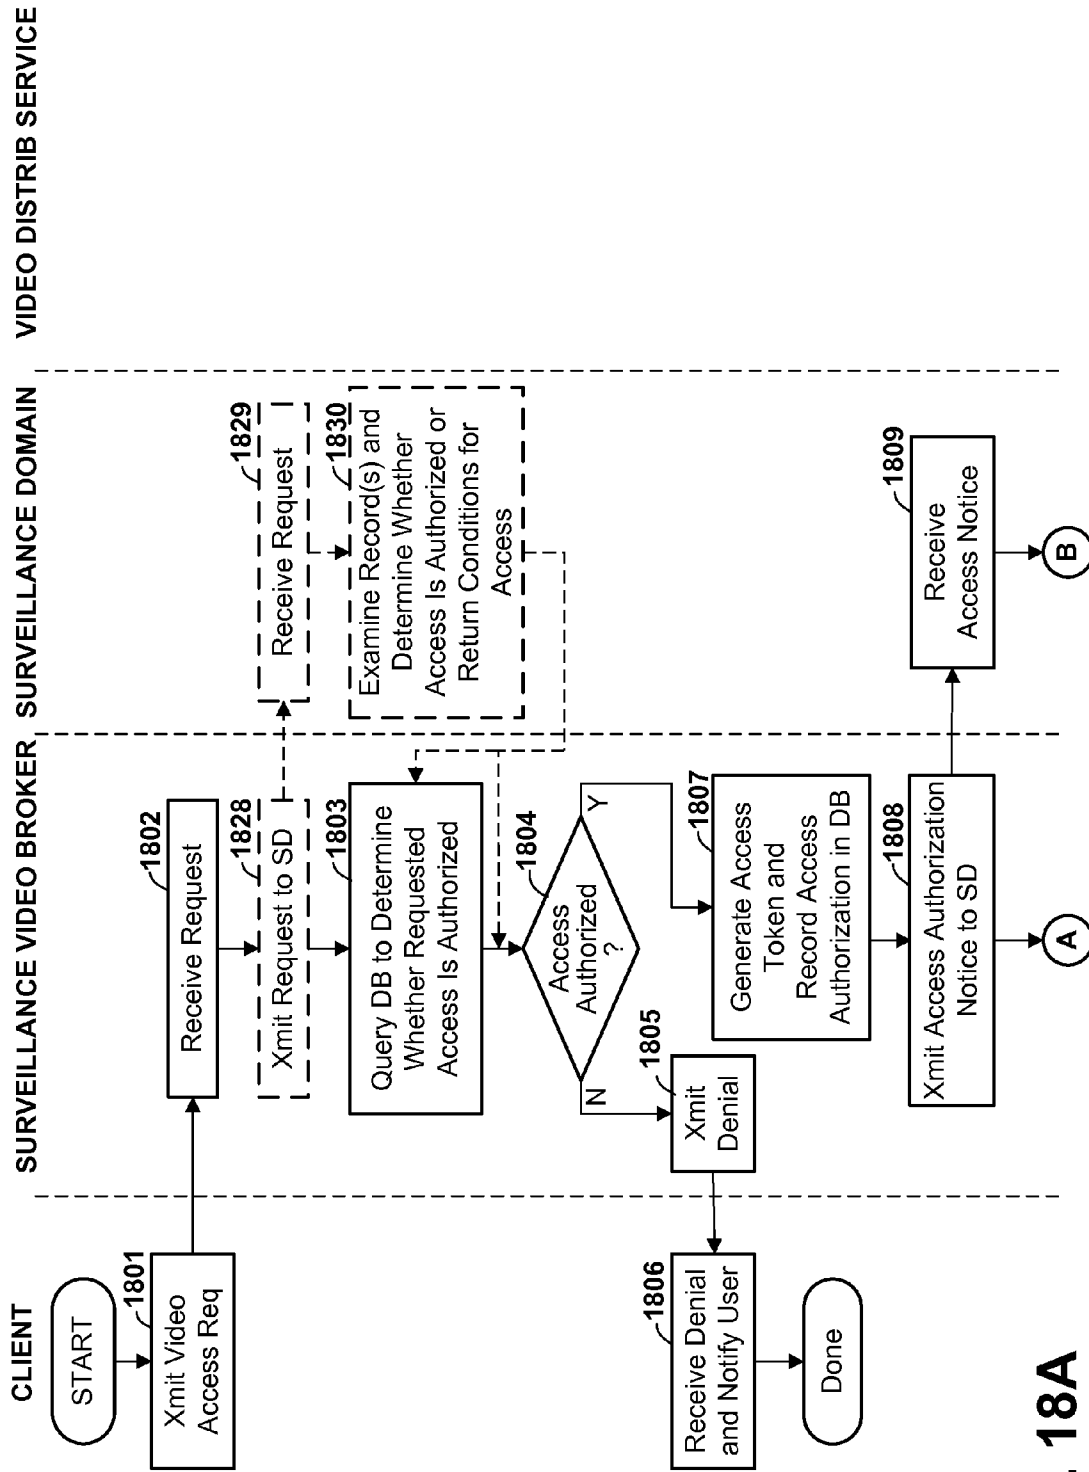 CLIENT
SURVEILLANCE VIDEO BROKER
SURVEILLANCE DOMAIN
VIDEO DISTRIB SERVICE
START
1801
Xmit Video
Access Req
1802
Receive Request
1828
Xmit Request to SD
1829
Receive Request
1803
Query DB to Determine
Whether Requested
Access Is Authorized
1830
Examine Record(s) and
Determine Whether
Access Is Authorized or
Return Conditions for
Access
1804
Access
Authorized
?
N
Y
1805
Xmit
Denial
1806
Receive Denial
and Notify User
Done
1807
Generate Access
Token and
Record Access
Authorization in DB
1808
Xmit Access Authorization
Notice to SD
1809
Receive
Access Notice
A
B
18A